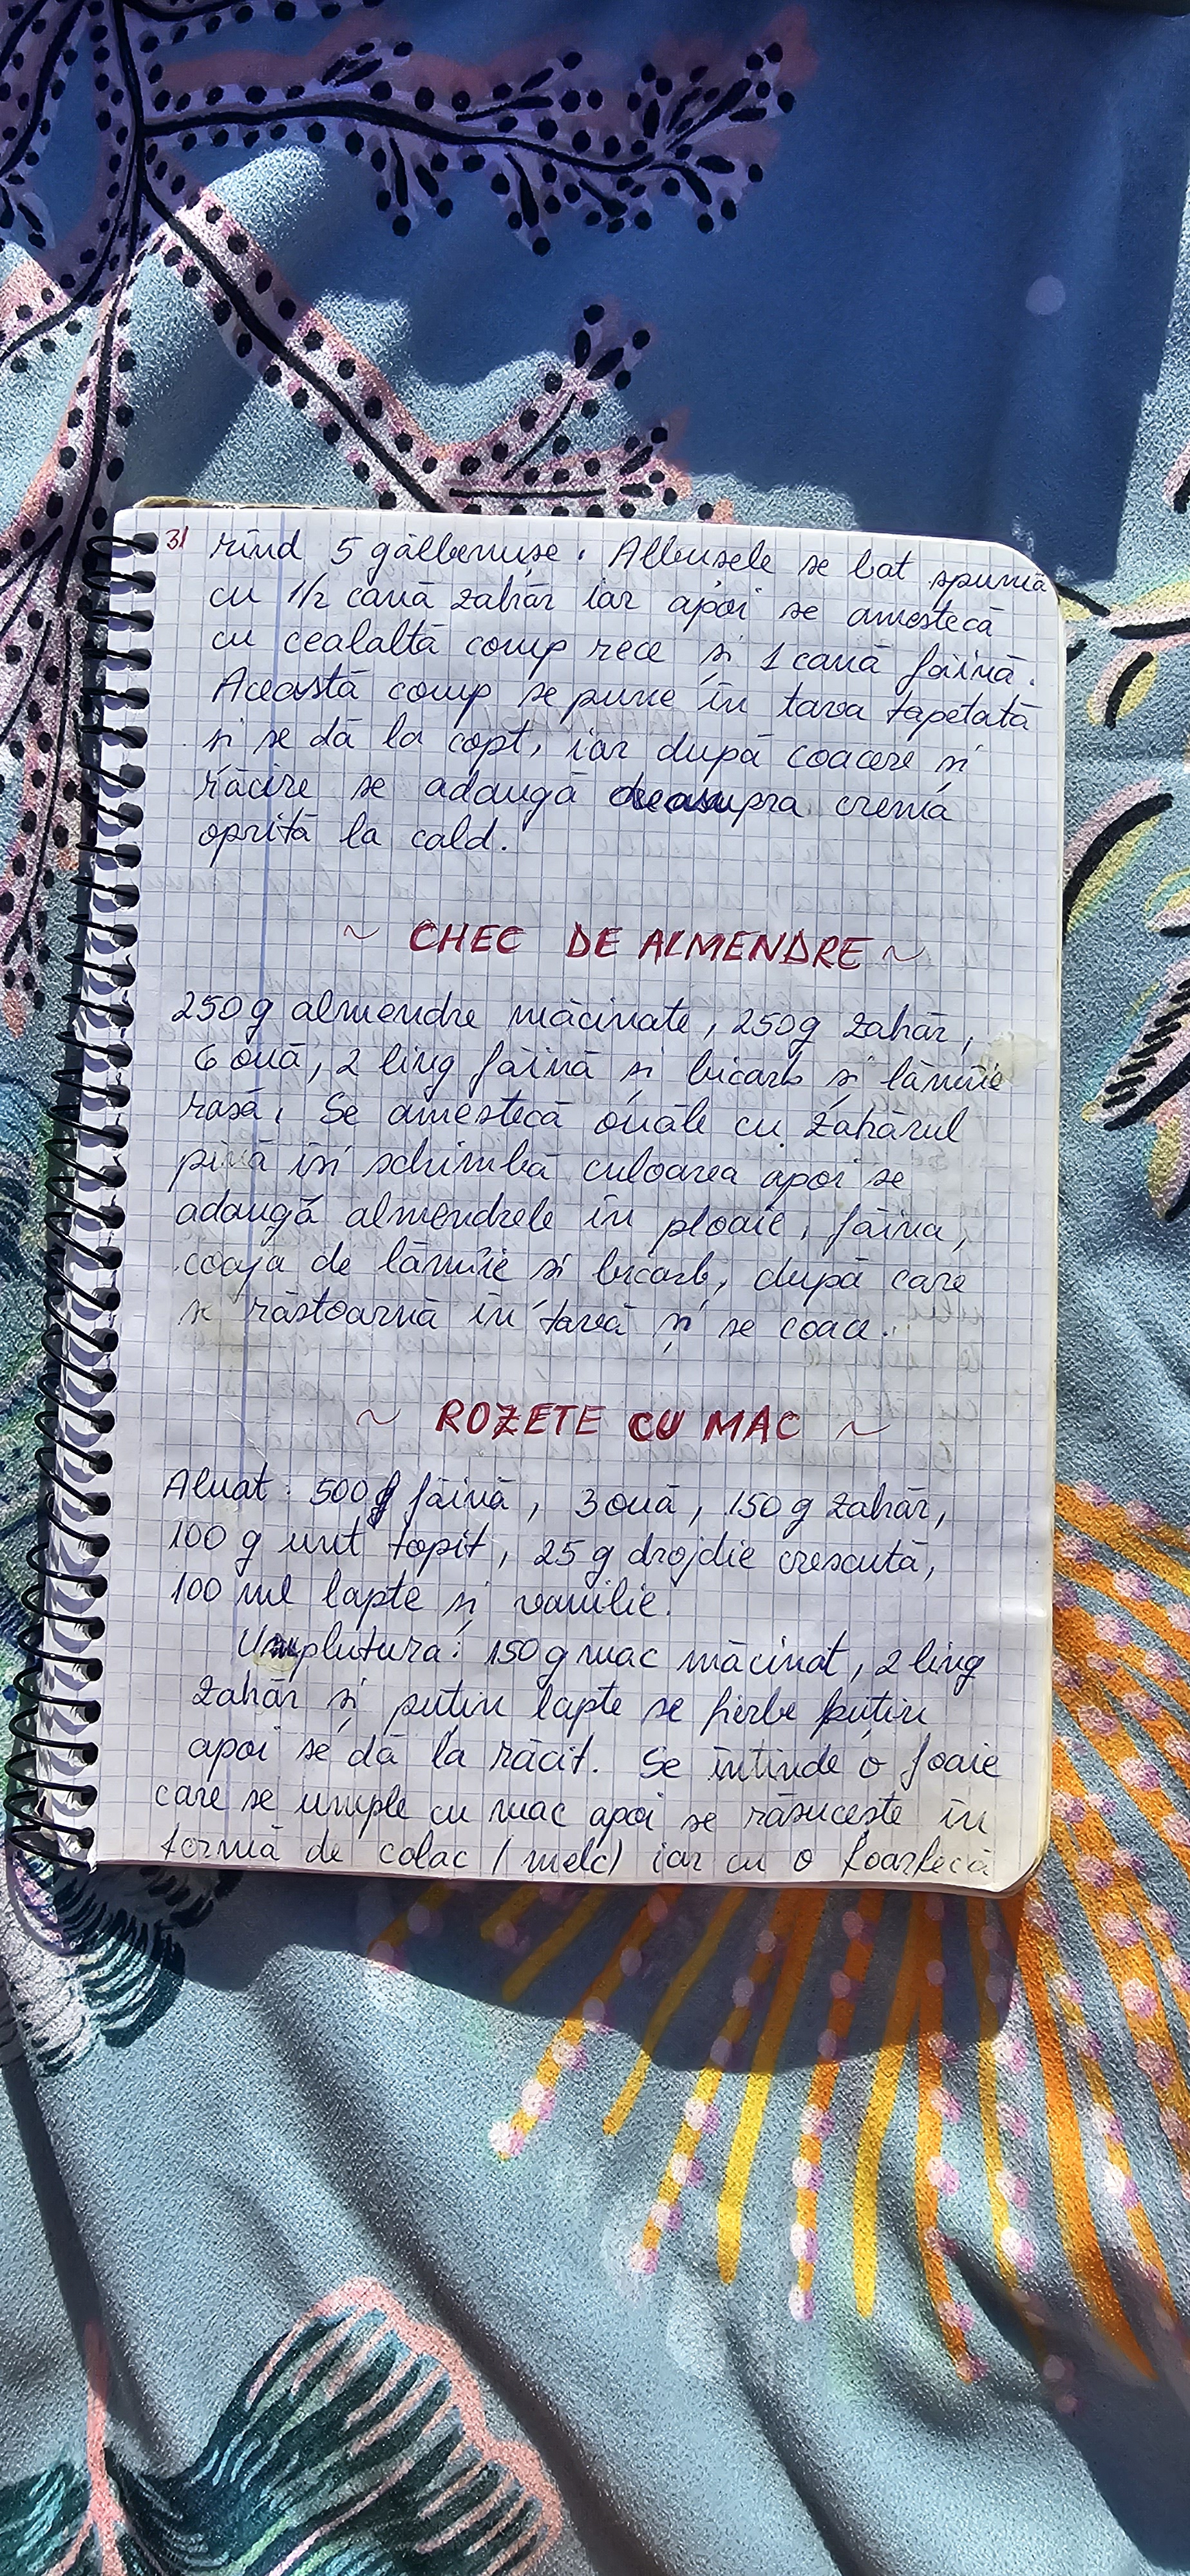 31 rînd 5 gălbenușe. Albușele se bat spumă
cu 1/2 cană zahăr iar apoi se amestecă
cu cealaltă comp rece și 1 cană făină.
Această comp se pune în tava tapetată
și se dă la copt, iar după coacere și
răcire se adaugă deasupra cremă
oprită la cald.
~ CHEC DE ALMENDRE ~
250 g almendre măcinate, 250 g zahăr,
6 ouă, 2 ling făină și bicarb și lămîie
rasă. Se amestecă ouăle cu zahărul
pînă își schimbă culoarea apoi se
adaugă almendrele în ploaie, făina,
coaja de lămîie și bicarb, după care
se răstoarnă în tavă și se coace.
~ ROZETE CU MAC ~
Aluat: 500 g făină, 3 ouă, 150 g zahăr,
100 g unt topit, 25 g drojdie crescută,
100 ml lapte și vanilie.
Umplutura: 150 g mac măcinat, 2 ling
zahăr și puțin lapte se fierbe puțin
apoi se dă la răcit. Se întinde o foaie
care se umple cu mac apoi se răsucește în
formă de colac (melc) iar cu o foarfecă